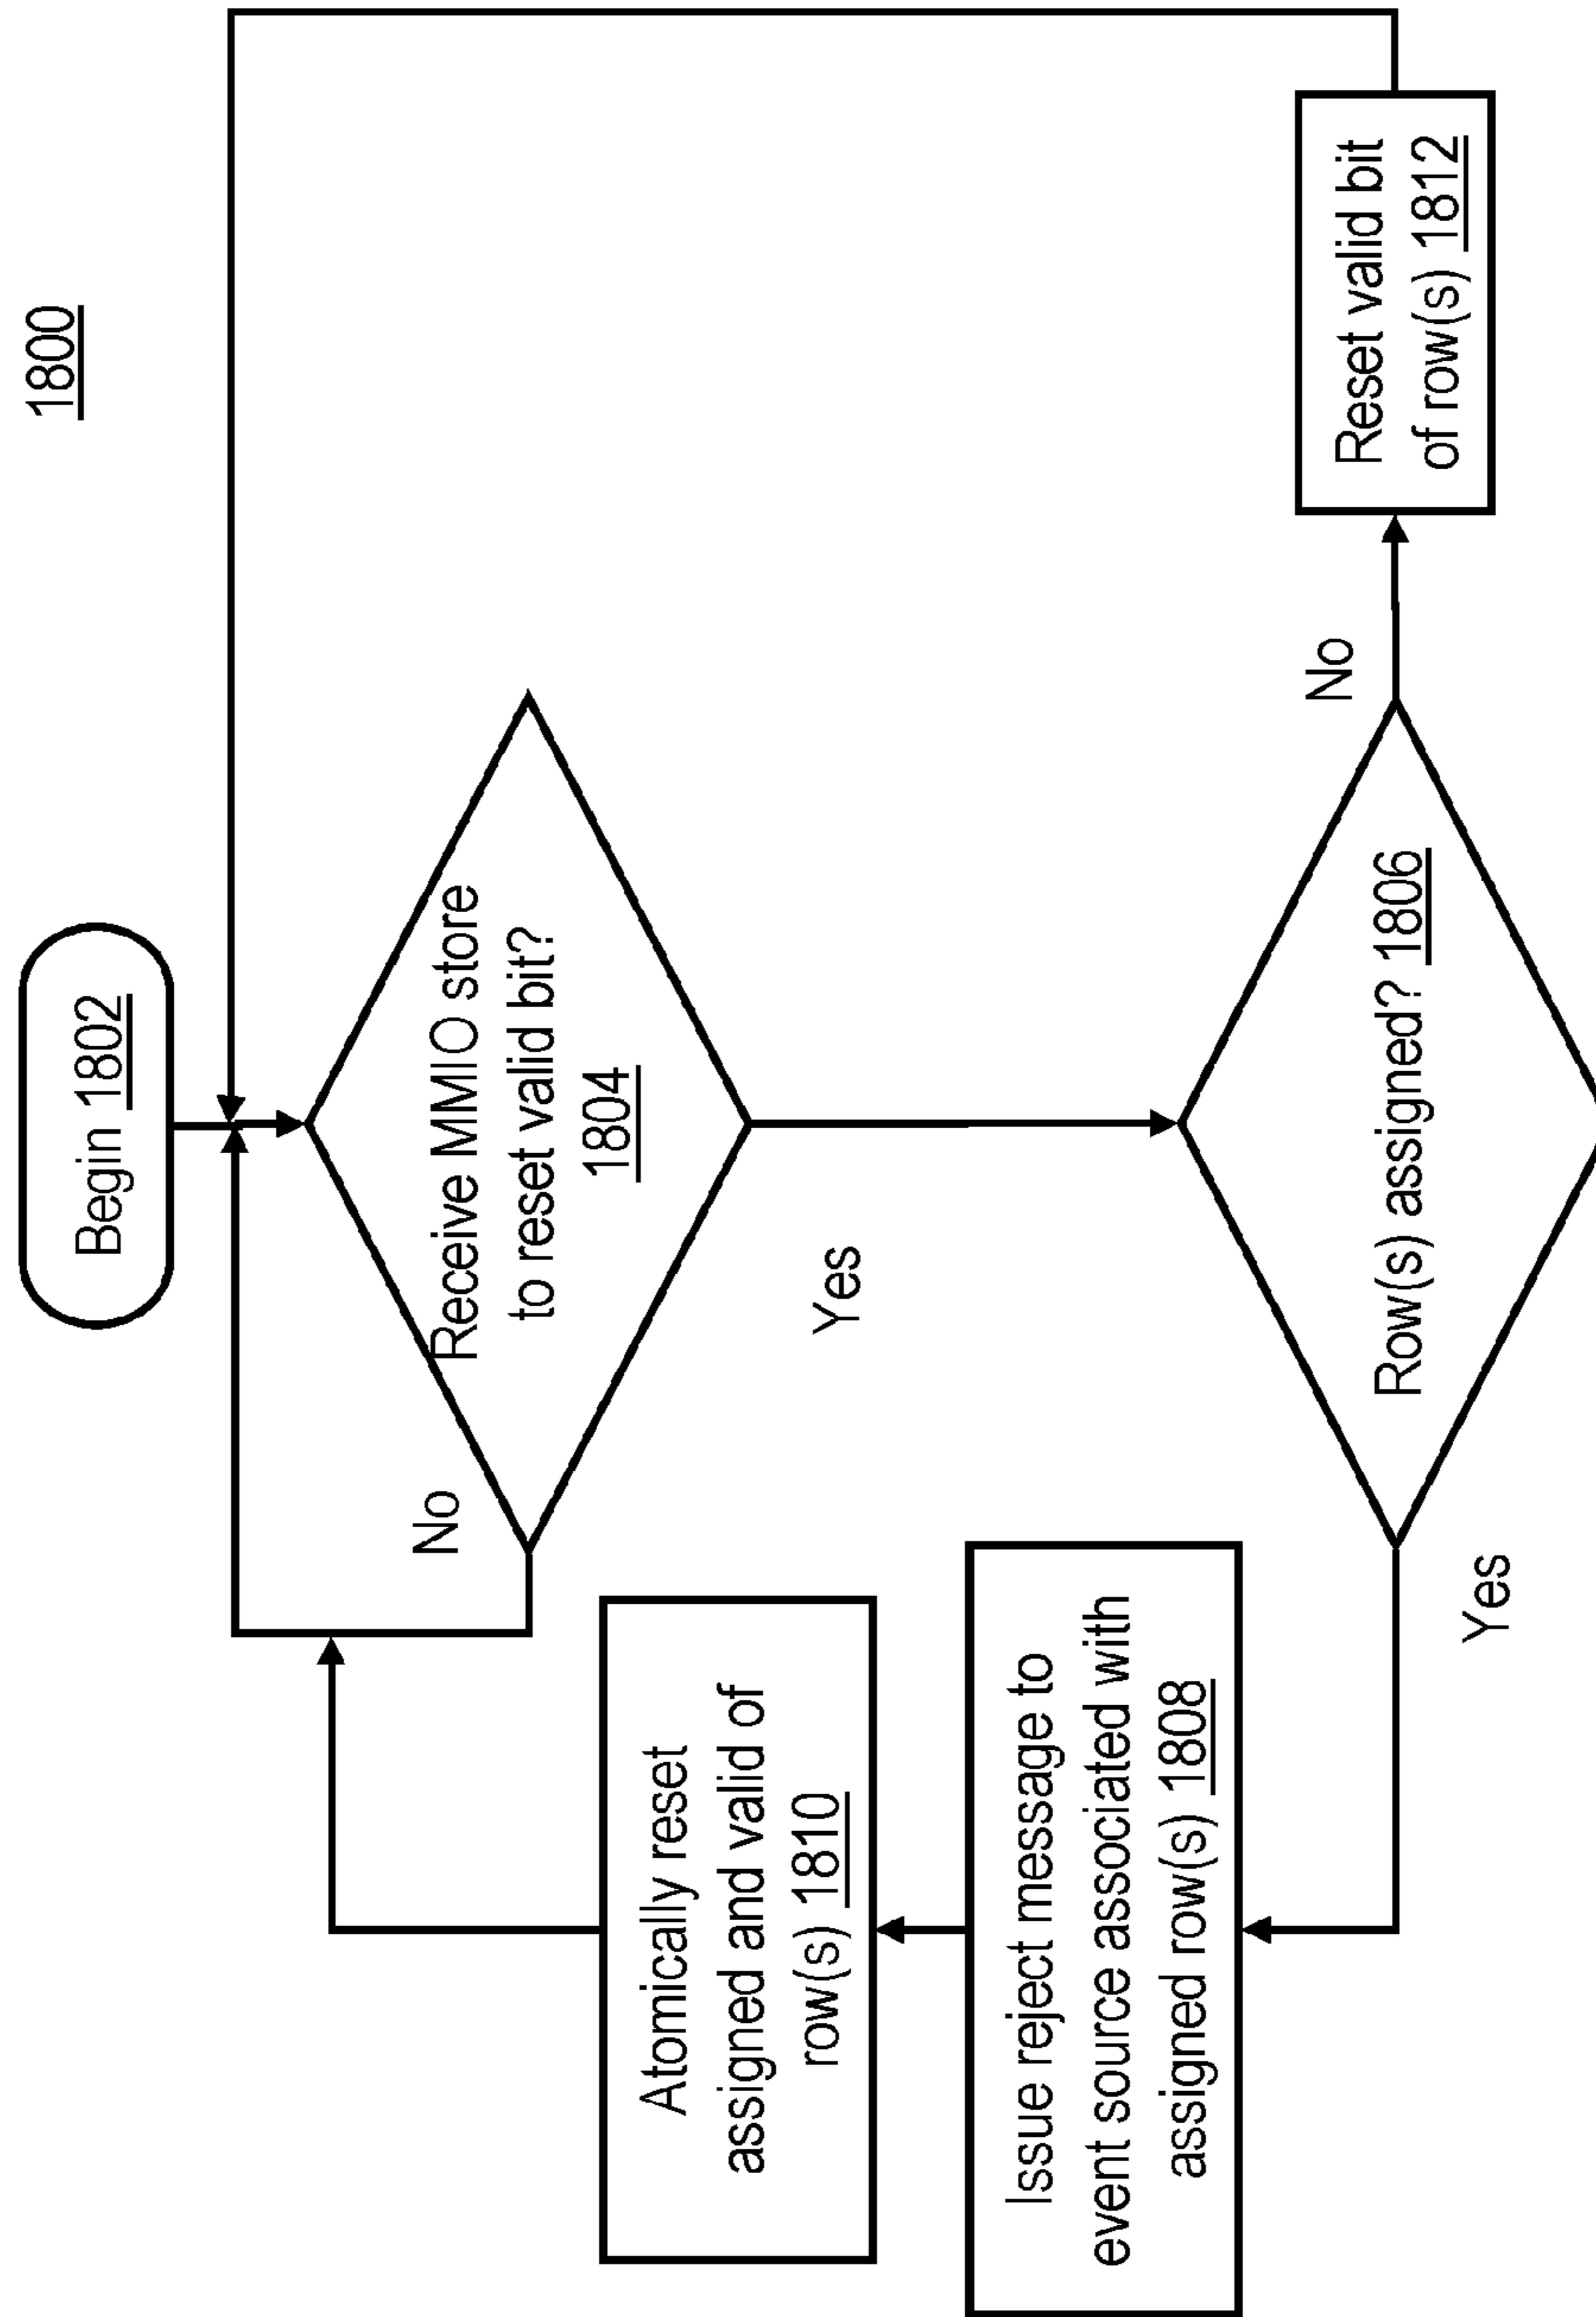 1800
Begin 1802
Receive MMIO store
to reset valid bit?
1804
No
Yes
Atomically reset
assigned and valid of
row(s) 1810
Issue reject message to
event source associated with
assigned row(s) 1808
Row(s) assigned? 1806
Yes
No
Reset valid bit
of row(s) 1812